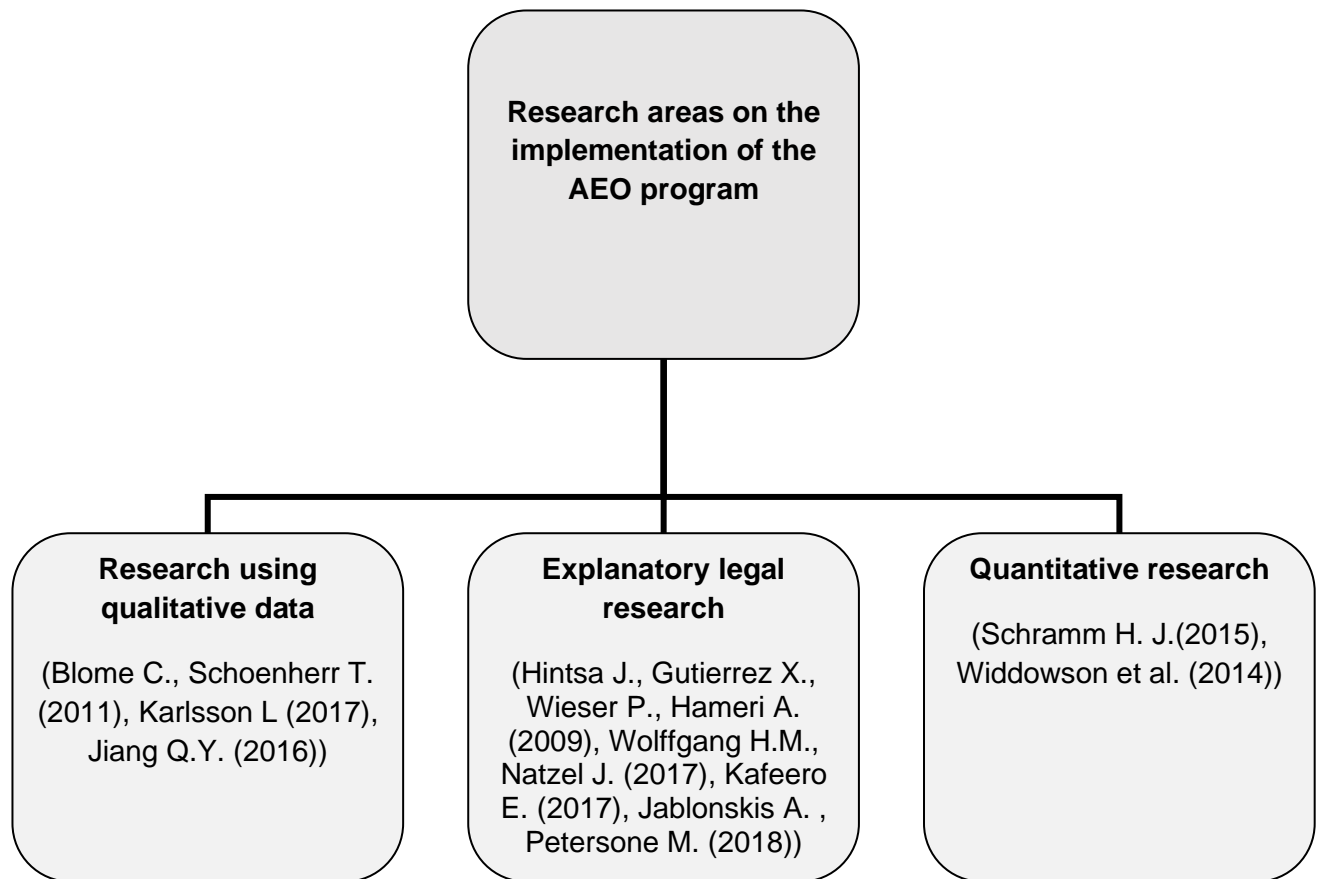 Research areas on the
implementation of the
AEO program
Research using
qualitative data
(Blome C., Schoenherr T.
(2011), Karlsson L (2017),
Jiang Q.Y. (2016))
Explanatory legal
research
(Hintsa J., Gutierrez X.,
Wieser P., Hameri A.
(2009), Wolffgang H.M.,
Natzel J. (2017), Kafeero
E. (2017), Jablonskis A. ,
Petersone M. (2018))
Quantitative research
(Schramm H. J.(2015),
Widdowson et al. (2014))